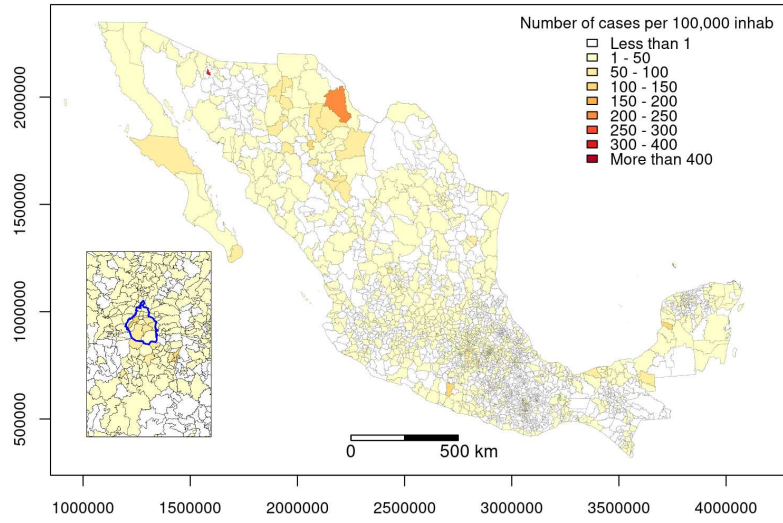 Number of cases per 100,000 inhab
Less than 1
1 - 50
50 - 100
100 - 150
150 - 200
200 - 250
250 - 300
300 - 400
More than 400
2000000
1500000
1000000
500000
0 500 km
1000000 1500000 2000000 2500000 3000000 3500000 4000000